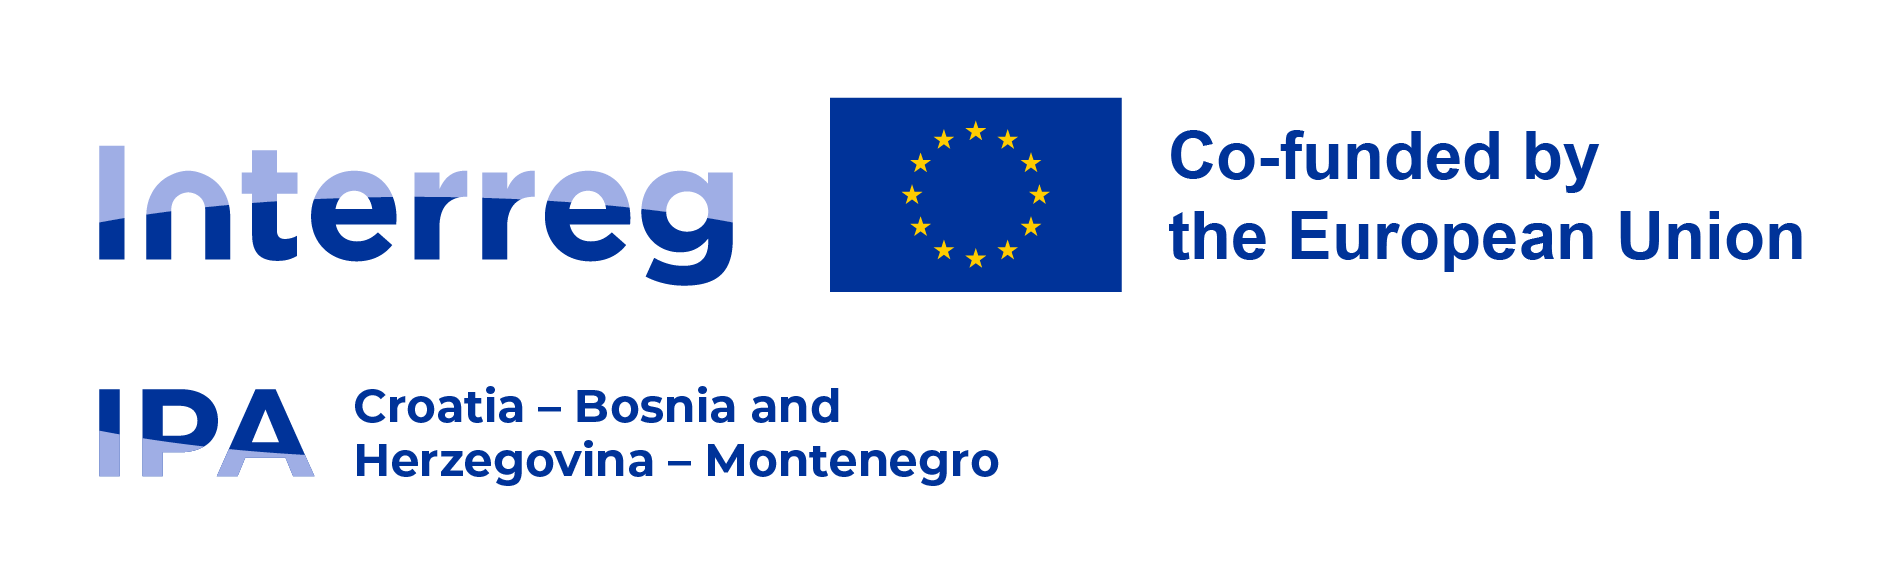 Interreg
Co-funded by
the European Union
IPA
Croatia – Bosnia and
Herzegovina – Montenegro